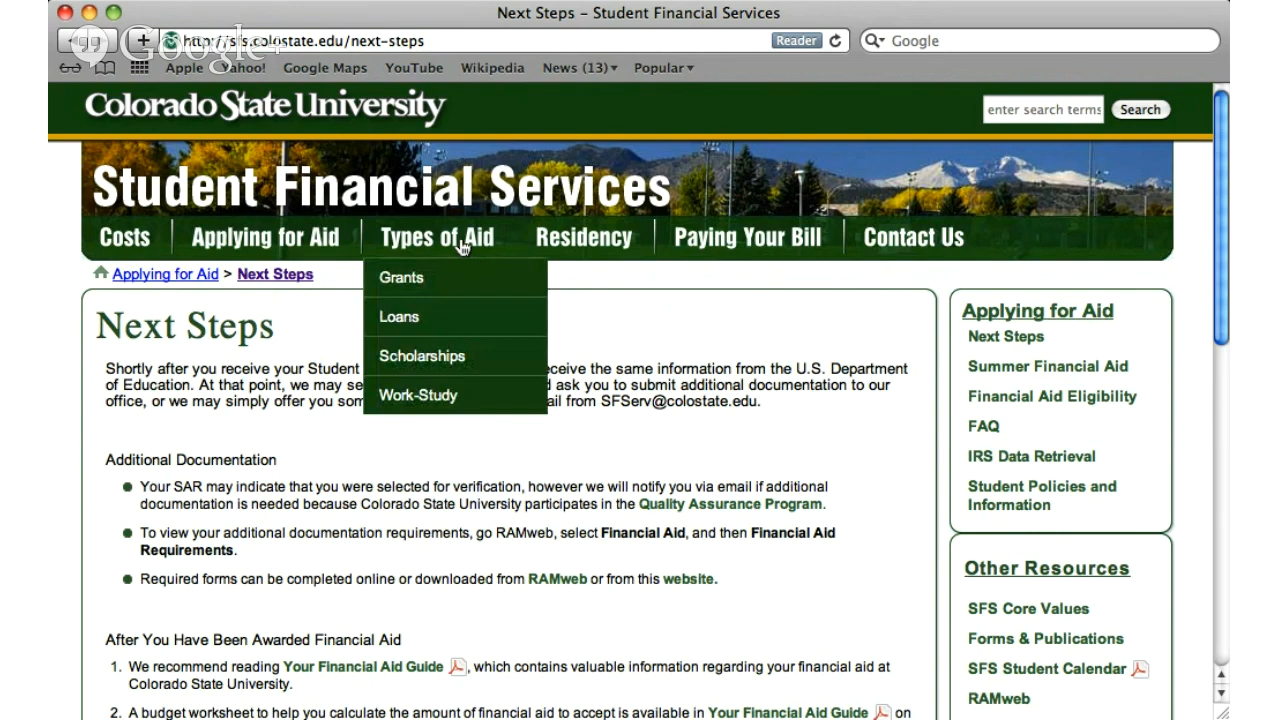 Next Steps – Student Financial Services
Google+
http://sfs.colostate.edu/next-steps
Reader
Google
Apple Yahoo! Google Maps YouTube Wikipedia News (13)▾ Popular▾
Colorado State University
enter search terms
Search
Student Financial Services
Costs Applying for Aid Types of Aid Residency Paying Your Bill Contact Us
Applying for Aid > Next Steps
Grants
Loans
Scholarships
Work-Study
Next Steps
Shortly after you receive your Student eceive the same information from the U.S. Department
of Education. At that point, we may se d ask you to submit additional documentation to our
office, or we may simply offer you som ail from SFServ@colostate.edu.
Additional Documentation
● Your SAR may indicate that you were selected for verification, however we will notify you via email if additional
documentation is needed because Colorado State University participates in the Quality Assurance Program.
● To view your additional documentation requirements, go RAMweb, select Financial Aid, and then Financial Aid
Requirements.
● Required forms can be completed online or downloaded from RAMweb or from this website.
After You Have Been Awarded Financial Aid
1. We recommend reading Your Financial Aid Guide , which contains valuable information regarding your financial aid at
Colorado State University.
2. A budget worksheet to help you calculate the amount of financial aid to accept is available in Your Financial Aid Guide on
Applying for Aid
Next Steps
Summer Financial Aid
Financial Aid Eligibility
FAQ
IRS Data Retrieval
Student Policies and
Information
Other Resources
SFS Core Values
Forms & Publications
SFS Student Calendar
RAMweb